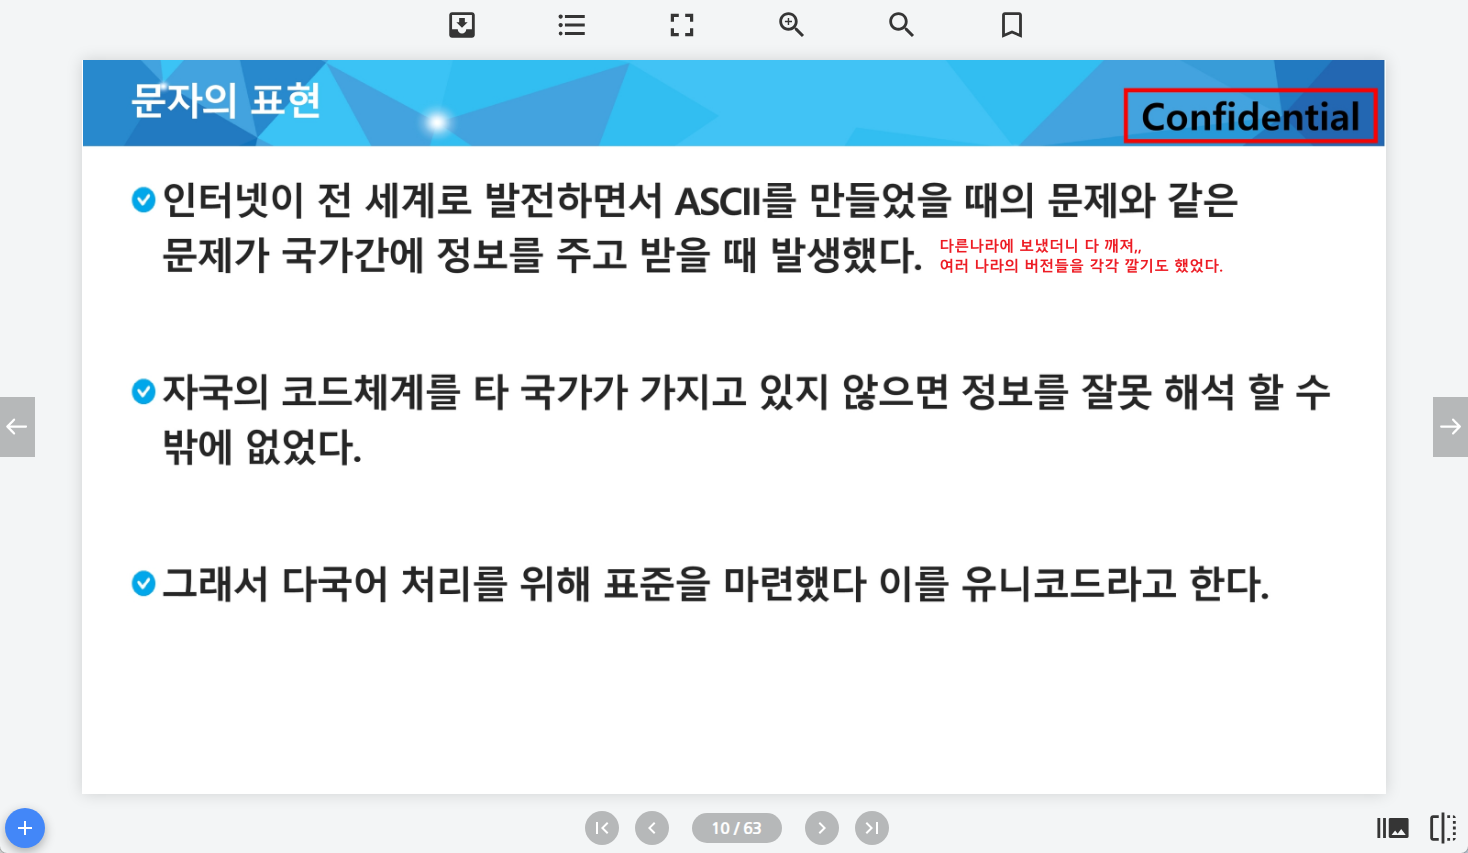 문자의 표현
Confidential
인터넷이 전 세계로 발전하면서 ASCII를 만들었을 때의 문제와 같은
문제가 국가간에 정보를 주고 받을 때 발생했다.
다른나라에 보냈더니 다 깨져,,
여러 나라의 버전들을 각각 깔기도 했었다.
자국의 코드체계를 타 국가가 가지고 있지 않으면 정보를 잘못 해석 할 수
밖에 없었다.
그래서 다국어 처리를 위해 표준을 마련했다 이를 유니코드라고 한다.
10 / 63